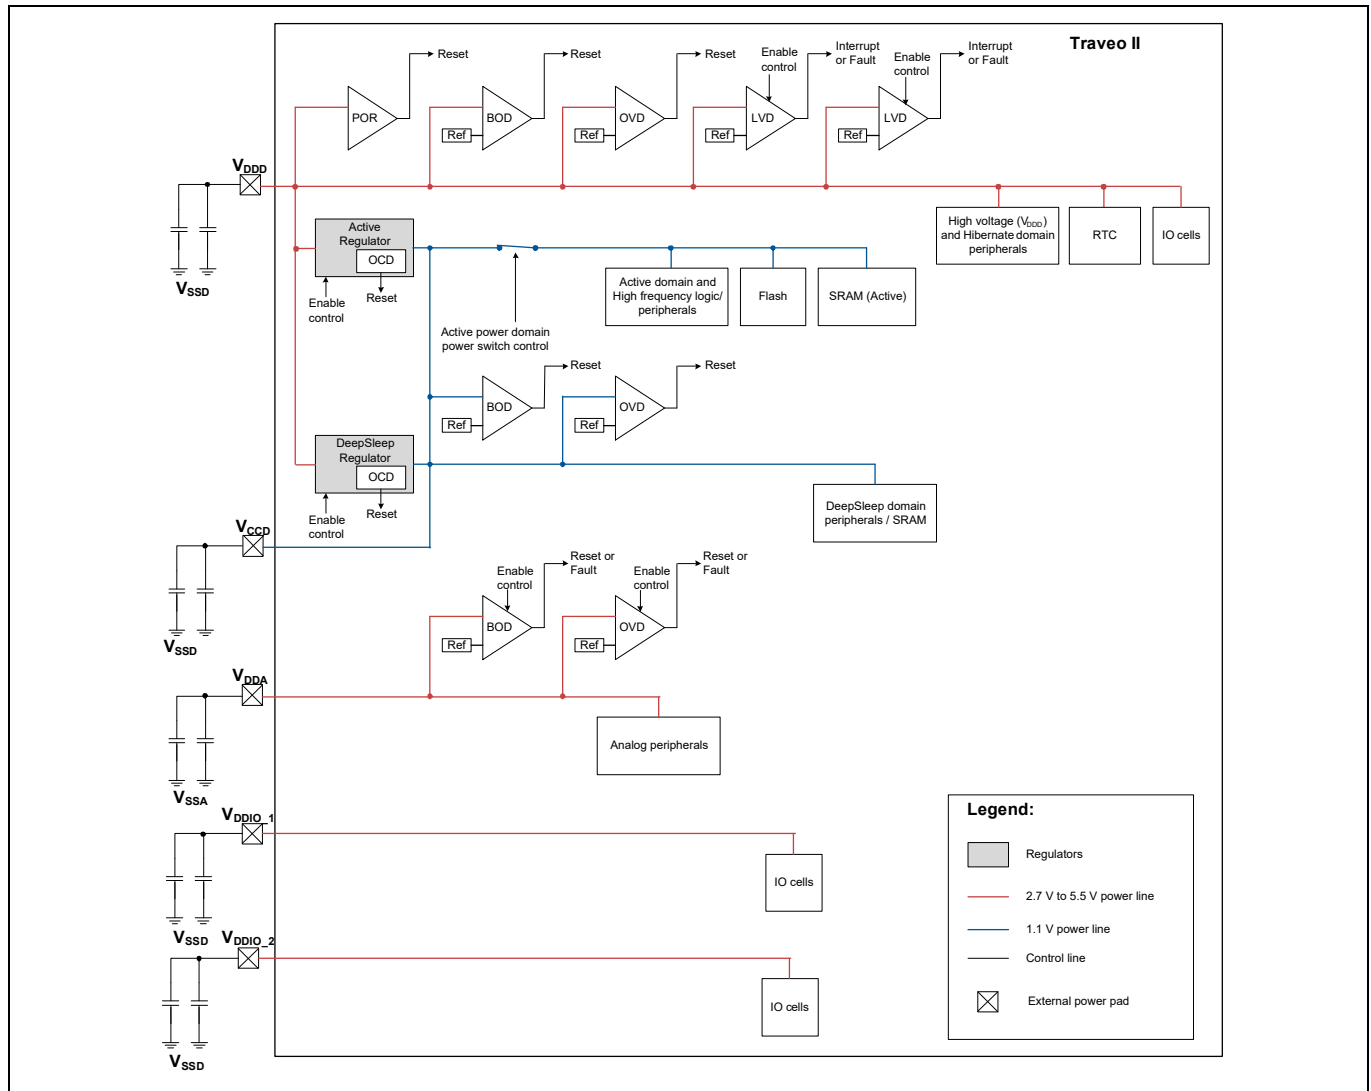 Traveo II
Reset
Reset
Reset
Enable
control
Interrupt
or Fault
Enable
control
Interrupt
or Fault
POR
BOD
OVD
LVD
LVD
Ref
Ref
Ref
Ref
VDDD
VSSD
Active
Regulator
OCD
Enable
control
Reset
High voltage (VDDD)
and Hibernate domain
peripherals
RTC
IO cells
Active domain and
High frequency logic/
peripherals
Flash
SRAM (Active)
Active power domain
power switch control
Reset
Reset
BOD
OVD
Ref
Ref
DeepSleep
Regulator
OCD
Enable
control
Reset
DeepSleep domain
peripherals / SRAM
VCCD
VSSD
Enable
control
Reset or
Fault
Enable
control
Reset or
Fault
BOD
OVD
Ref
Ref
VDDA
VSSA
Analog peripherals
VDDIO_1
VSSD
IO cells
VDDIO_2
VSSD
IO cells
Legend:
Regulators
2.7 V to 5.5 V power line
1.1 V power line
Control line
External power pad